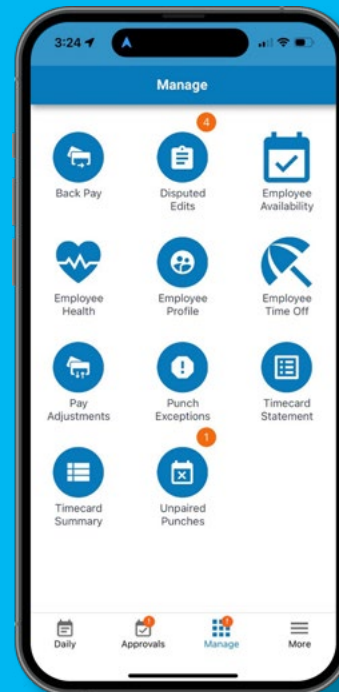 3:24
Manage
4
Back Pay
Disputed
Edits
Employee
Availability
Employee
Health
Employee
Profile
Employee
Time Off
Pay
Adjustments
Punch
Exceptions
Timecard
Statement
1
Timecard
Summary
Unpaired
Punches
Daily
Approvals
Manage
More